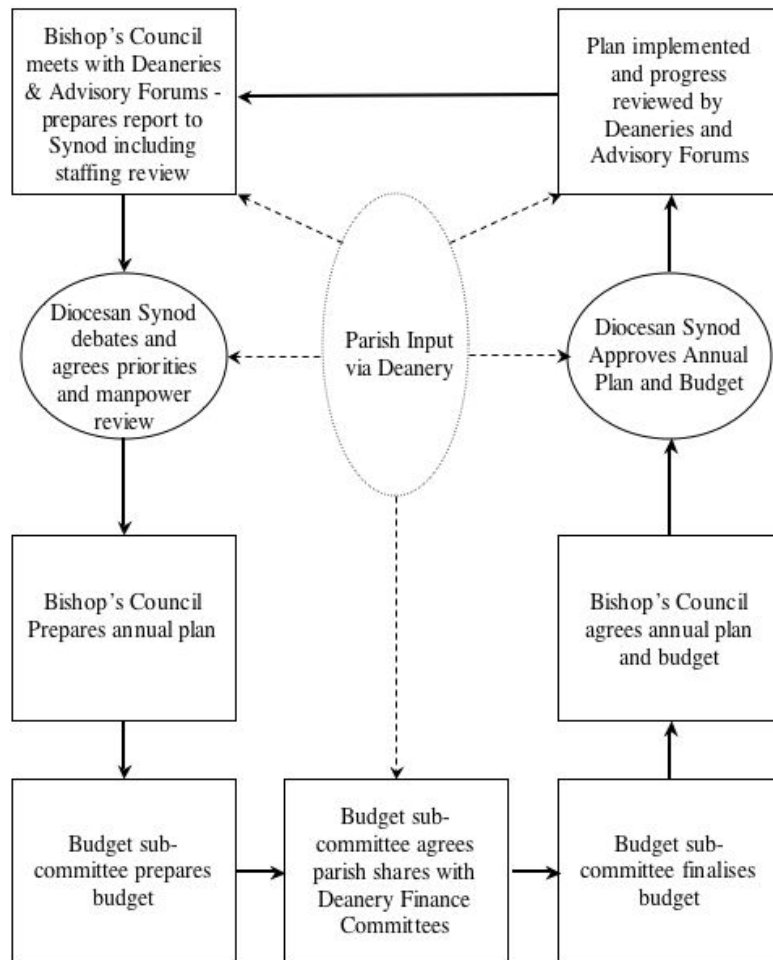 Bishop's Council
meets with Deaneries
& Advisory Forums -
prepares report to
Synod including
staffing review
Plan implemented
and progress
reviewed by
Deaneries and
Advisory Forums
Diocesan Synod
debates and
agrees priorities
and manpower
review
Parish Input
via Deanery
Diocesan Synod
Approves Annual
Plan and Budget
Bishop's Council
Prepares annual plan
Bishop's Council
agrees annual plan
and budget
Budget sub-
committee prepares
budget
Budget sub-
committee agrees
parish shares with
Deanery Finance
Committees
Budget sub-
committee finalises
budget